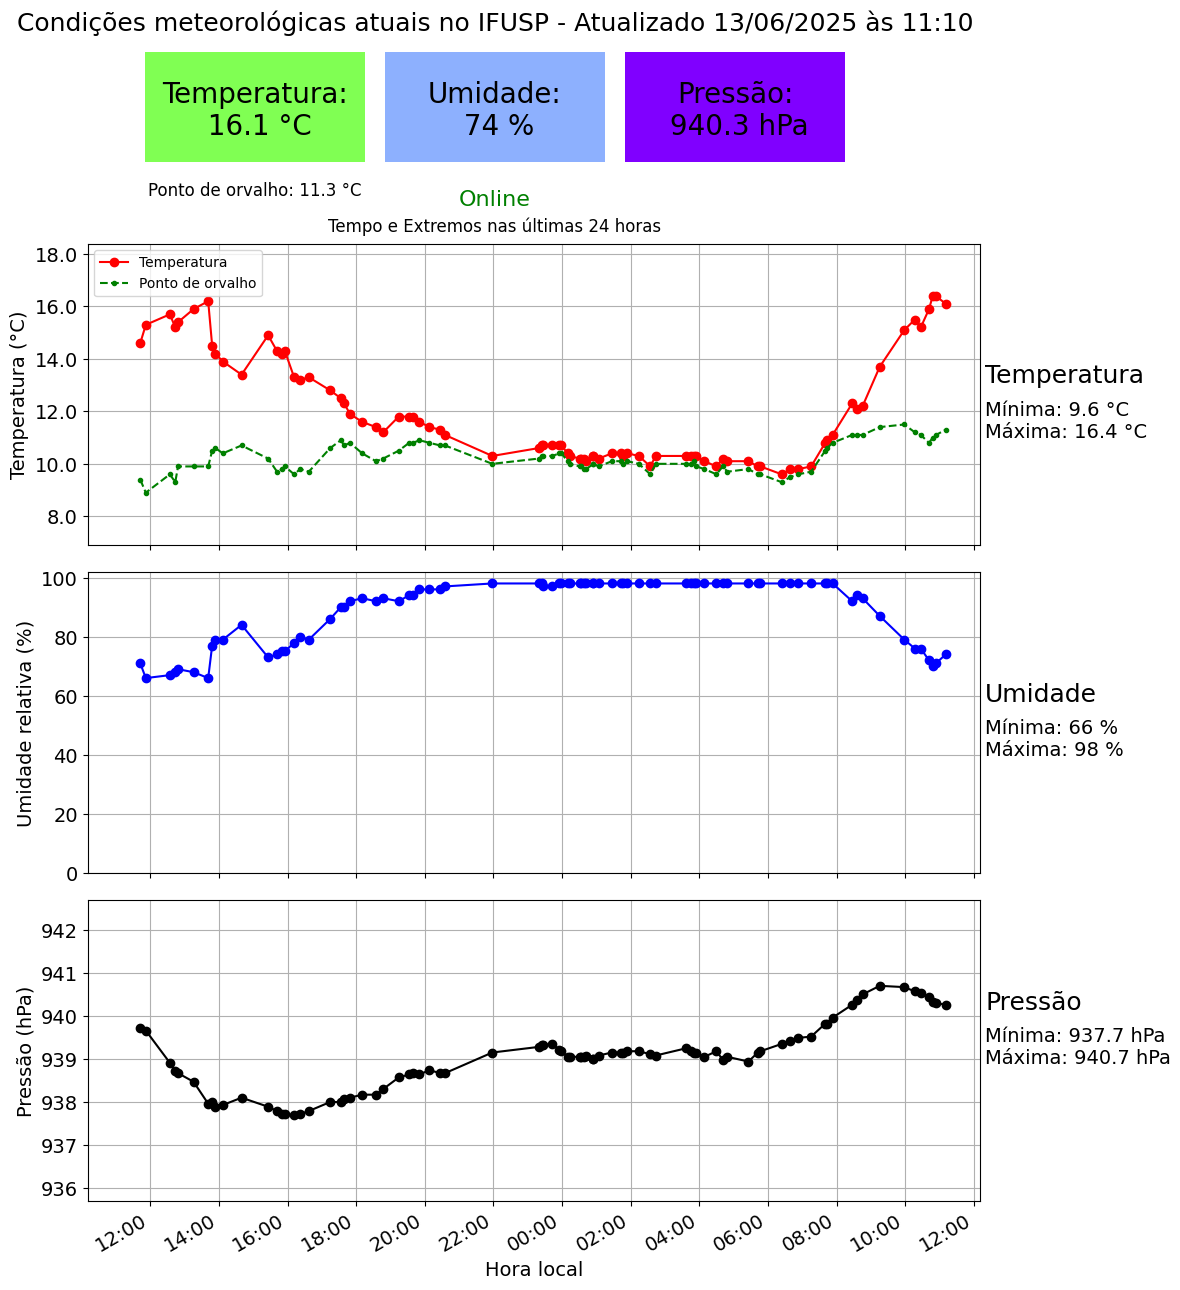 Condições meteorológicas atuais no IFUSP - Atualizado 13/06/2025 às 11:10
Temperatura:
16.1 °C
Umidade:
74 %
Pressão:
940.3 hPa
Ponto de orvalho: 11.3 °C
Online
Tempo e Extremos nas últimas 24 horas
Temperatura (°C)
18.0
16.0
14.0
12.0
10.0
8.0
Temperatura
Ponto de orvalho
Temperatura
Mínima: 9.6 °C
Máxima: 16.4 °C
Umidade relativa (%)
100
80
60
40
20
0
Umidade
Mínima: 66 %
Máxima: 98 %
Pressão (hPa)
942
941
940
939
938
937
936
Pressão
Mínima: 937.7 hPa
Máxima: 940.7 hPa
12:00 14:00 16:00 18:00 20:00 22:00 00:00 02:00 04:00 06:00 08:00 10:00 12:00
Hora local